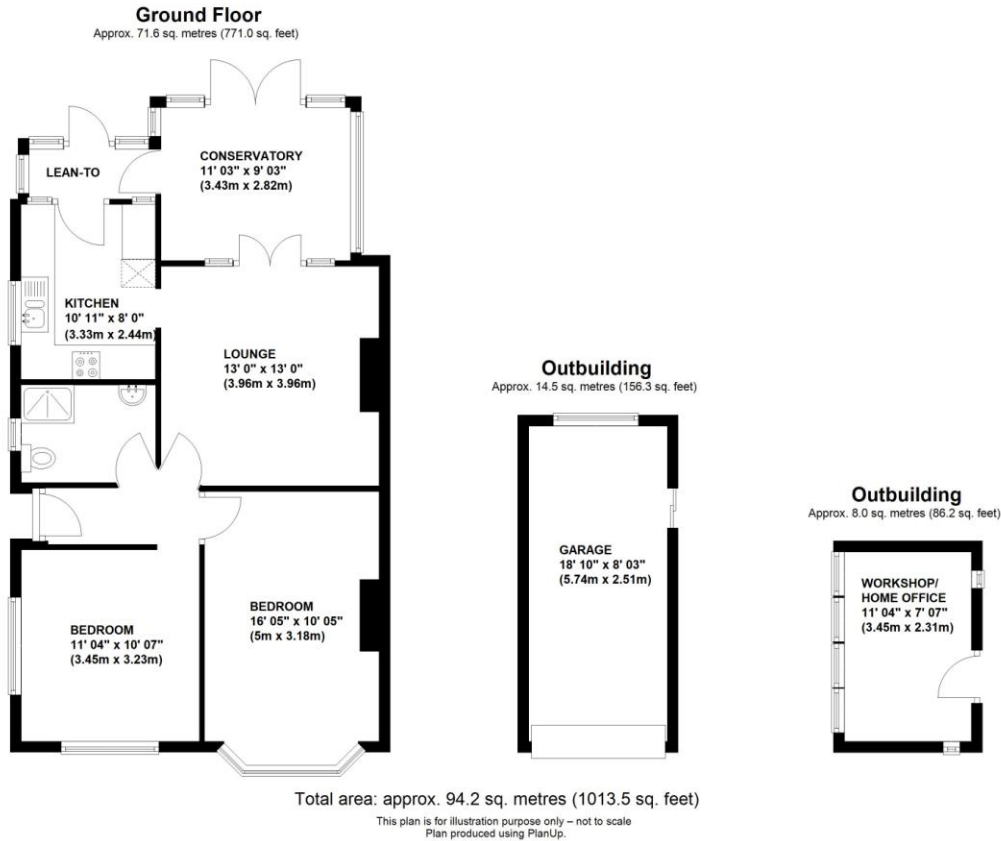 Ground Floor
Approx. 71.6 sq. metres (771.0 sq. feet)
CONSERVATORY
11' 03" x 9' 03"
(3.43m x 2.82m)
LEAN-TO
KITCHEN
10' 11" x 8' 0"
(3.33m x 2.44m)
LOUNGE
13' 0" x 13' 0"
(3.96m x 3.96m)
BEDROOM
11' 04" x 10' 07"
(3.45m x 3.23m)
BEDROOM
16' 05" x 10' 05"
(5m x 3.18m)
Outbuilding
Approx. 14.5 sq. metres (156.3 sq. feet)
GARAGE
18' 10" x 8' 03"
(5.74m x 2.51m)
Outbuilding
Approx. 8.0 sq. metres (86.2 sq. feet)
WORKSHOP/
HOME OFFICE
11' 04" x 7' 07"
(3.45m x 2.31m)
Total area: approx. 94.2 sq. metres (1013.5 sq. feet)
This plan is for illustration purpose only – not to scale
Plan produced using PlanUp.